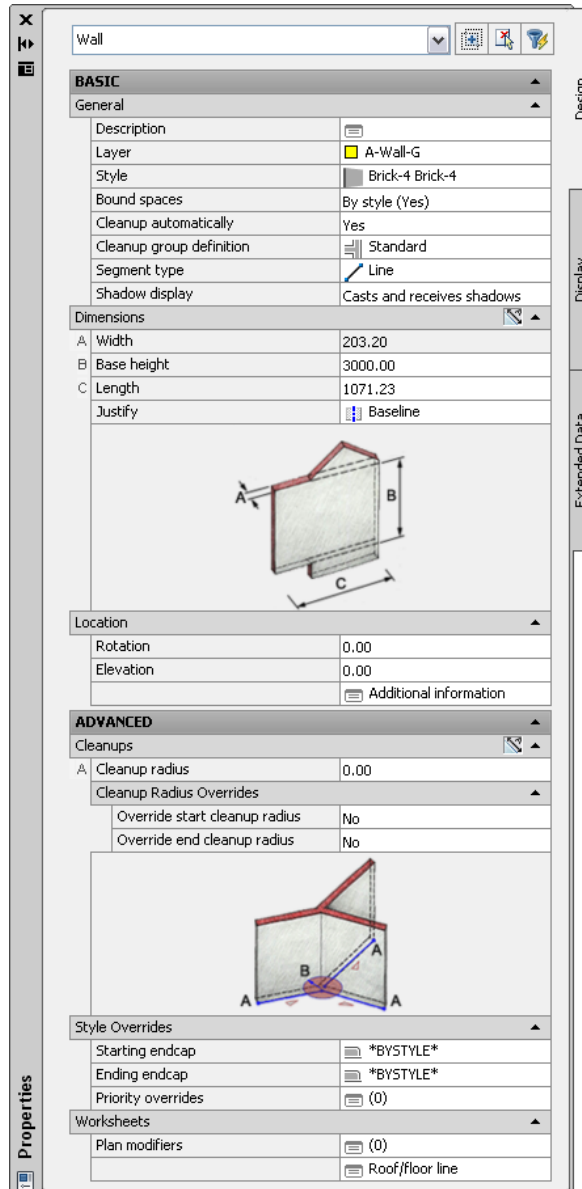 Wall
Design
BASIC
General
Description
Layer A-Wall-G
Style Brick-4 Brick-4
Bound spaces By style (Yes)
Cleanup automatically Yes
Cleanup group definition Standard
Segment type Line
Shadow display Casts and receives shadows
Display
Dimensions
A Width 203.20
B Base height 3000.00
C Length 1071.23
Justify Baseline
Extended Data
A
B
C
Location
Rotation 0.00
Elevation 0.00
Additional information
ADVANCED
Cleanups
A Cleanup radius 0.00
Cleanup Radius Overrides
Override start cleanup radius No
Override end cleanup radius No
A
B
A
A
Style Overrides
Starting endcap *BYSTYLE*
Ending endcap *BYSTYLE*
Priority overrides (0)
Worksheets
Plan modifiers (0)
Roof/floor line
Properties